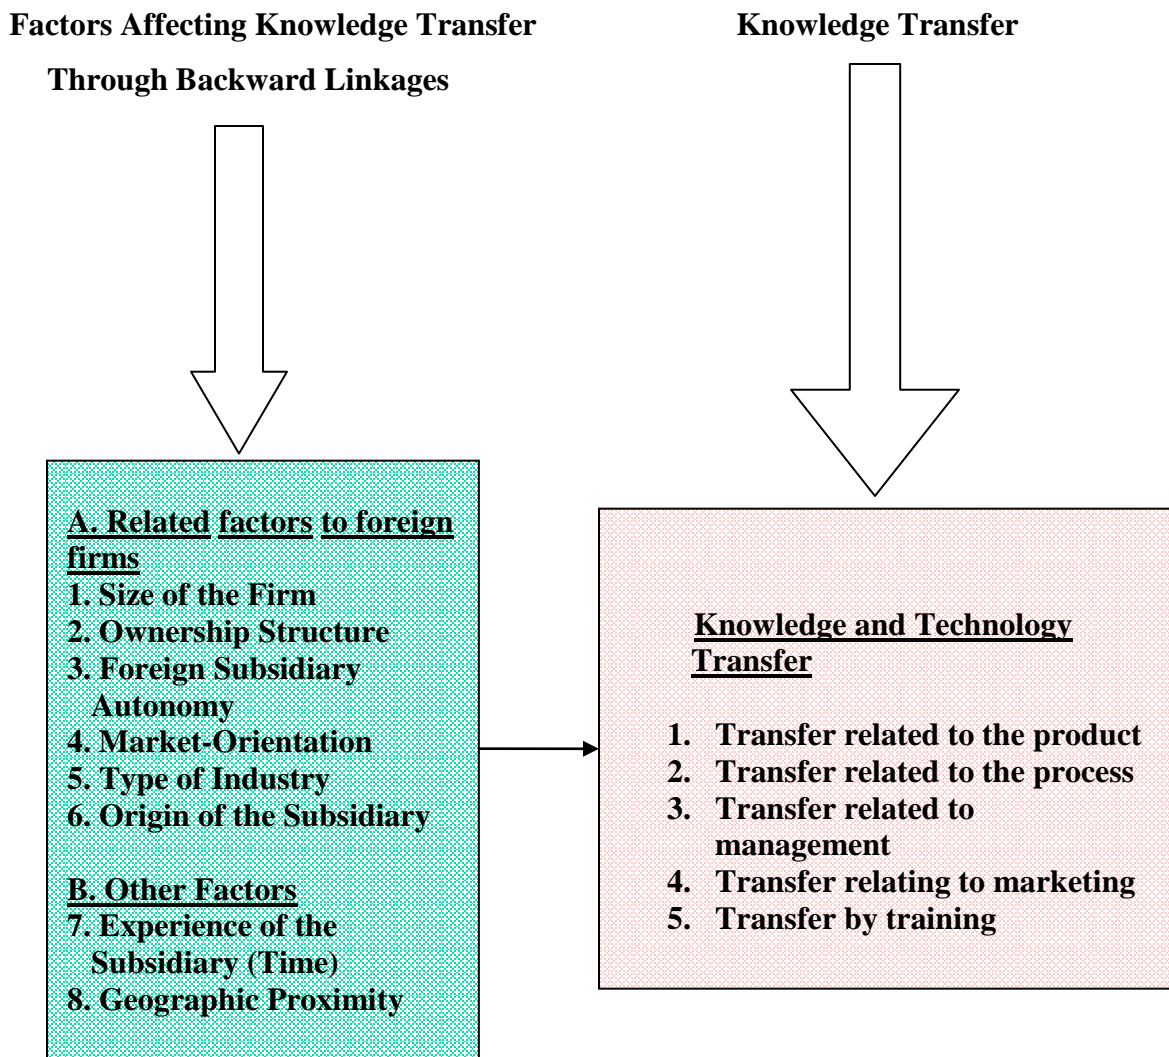 Factors Affecting Knowledge Transfer
Through Backward Linkages
Knowledge Transfer
A. Related factors to foreign
firms
1. Size of the Firm
2. Ownership Structure
3. Foreign Subsidiary
Autonomy
4. Market-Orientation
5. Type of Industry
6. Origin of the Subsidiary
B. Other Factors
7. Experience of the
Subsidiary (Time)
8. Geographic Proximity
Knowledge and Technology
Transfer
1. Transfer related to the product
2. Transfer related to the process
3. Transfer related to
management
4. Transfer relating to marketing
5. Transfer by training